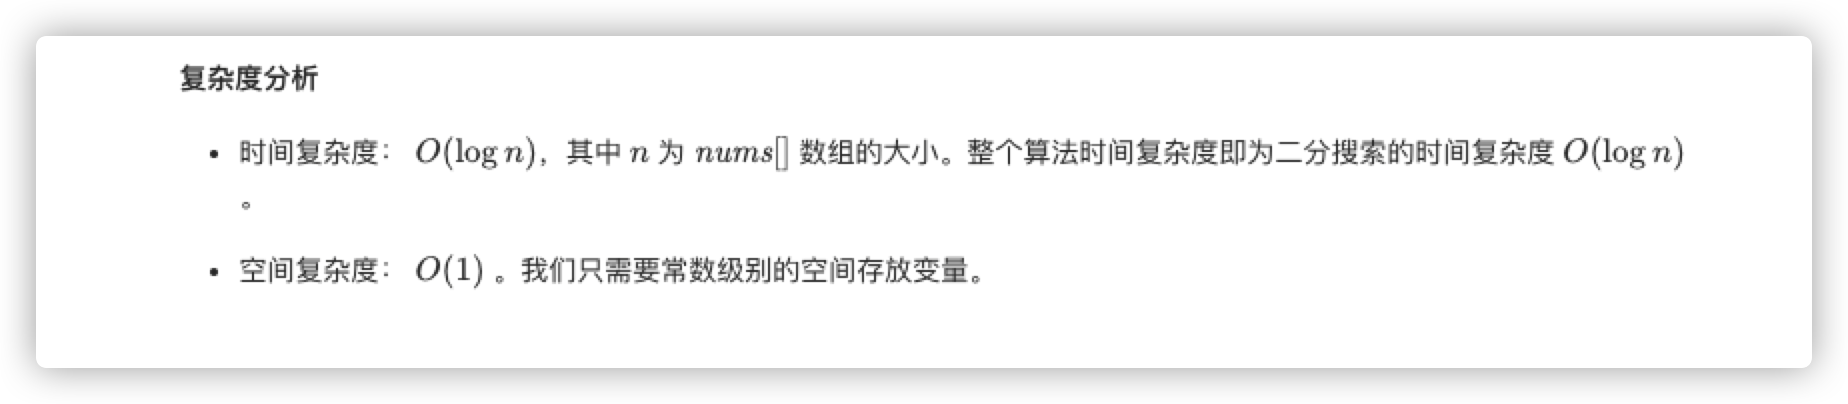 复杂度分析
• 时间复杂度： O(log n)，其中 n 为 nums[] 数组的大小。整个算法时间复杂度即为二分搜索的时间复杂度 O(log n)
。
• 空间复杂度： O(1) 。我们只需要常数级别的空间存放变量。